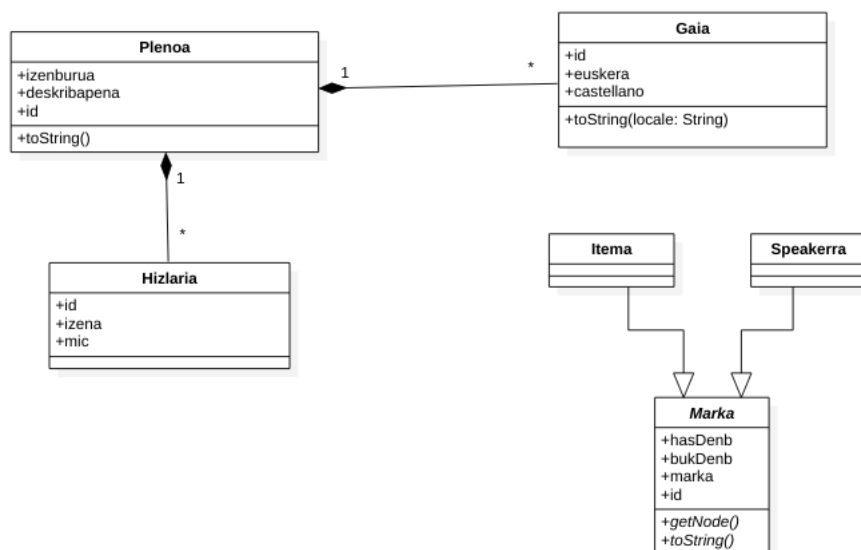 Plenoa
+izenburua
+deskribapena
+id
+toString()
1
*
Gaia
+id
+euskera
+castellano
+toString(locale: String)
1
*
Hizlaria
+id
+izena
+mic
Itema
Speakerra
Marka
+hasDenb
+bukDenb
+marka
+id
+getNode()
+toString()